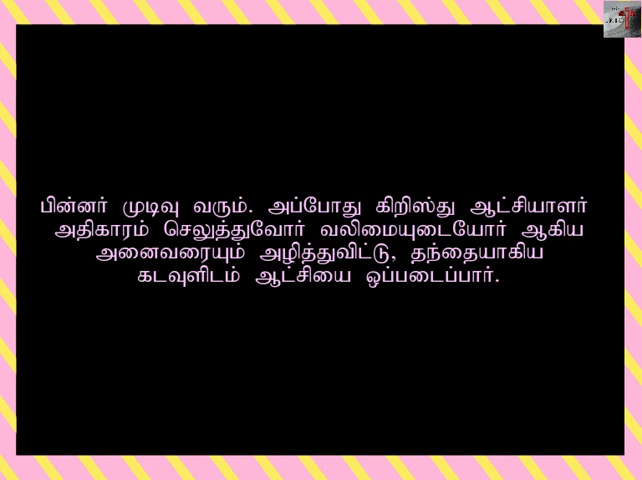 பின்னர் முடிவு வரும். அப்போது கிறிஸ்து ஆட்சியாளர்
அதிகாரம் செலுத்துவோர் வலிமையுடையோர் ஆகிய
அனைவரையும் அழித்துவிட்டு, தந்தையாகிய
கடவுளிடம் ஆட்சியை ஒப்படைப்பார்.